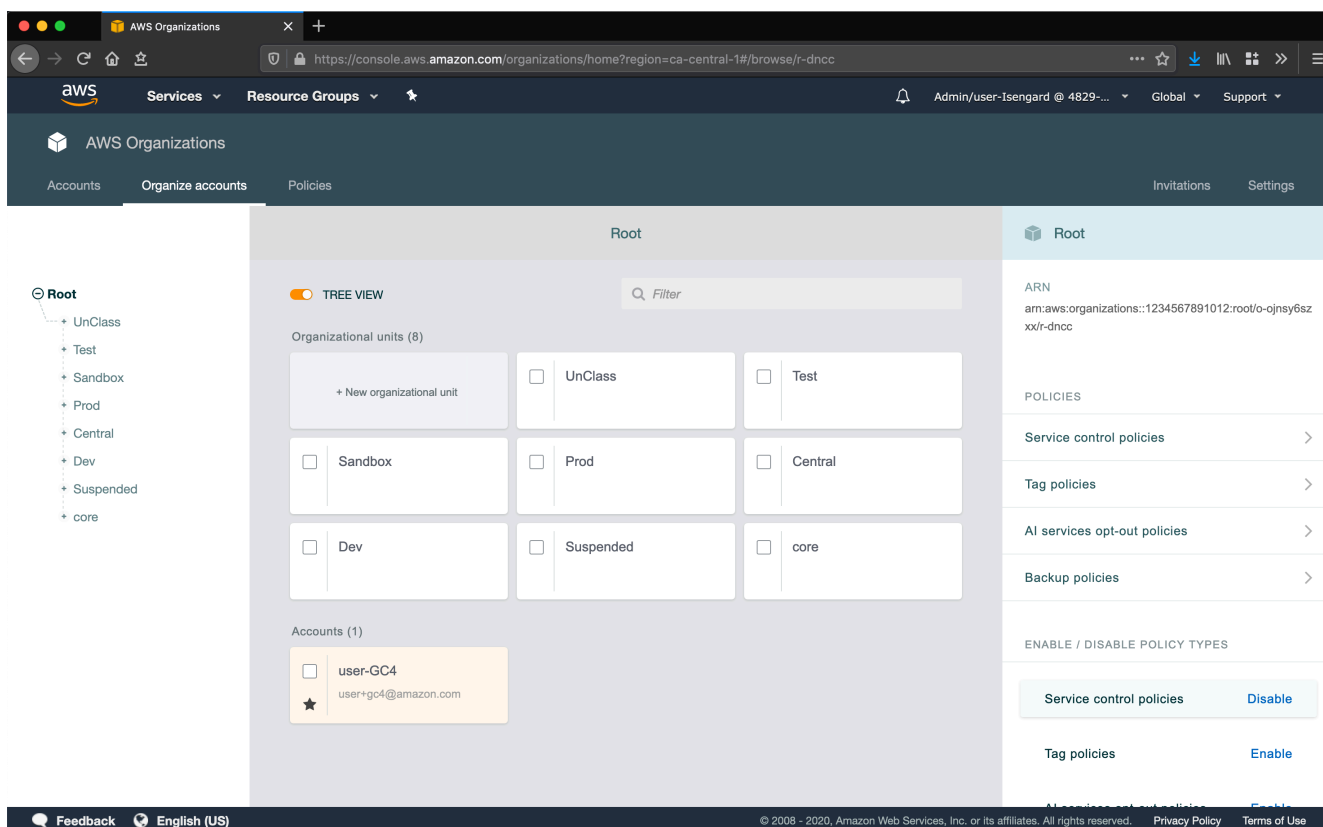 AWS Organizations
https://console.aws.amazon.com/organizations/home?region=ca-central-1#/browse/r-dncc
aws
Services
Resource Groups
Admin/user-Isengard @ 4829-...
Global
Support
AWS Organizations
Accounts
Organize accounts
Policies
Invitations
Settings
Root
UnClass
Test
Sandbox
Prod
Central
Dev
Suspended
core
Root
TREE VIEW
Filter
Organizational units (8)
+ New organizational unit
UnClass
Test
Sandbox
Prod
Central
Dev
Suspended
core
Accounts (1)
user-GC4
user+gc4@amazon.com
Root
ARN
arn:aws:organizations::1234567891012:root/o-ojnsy6sz
xx/r-dncc
POLICIES
Service control policies
Tag policies
AI services opt-out policies
Backup policies
ENABLE / DISABLE POLICY TYPES
Service control policies Disable
Tag policies Enable
AI services opt-out policies Enable
Feedback
English (US)
© 2008 - 2020, Amazon Web Services, Inc. or its affiliates. All rights reserved.
Privacy Policy
Terms of Use